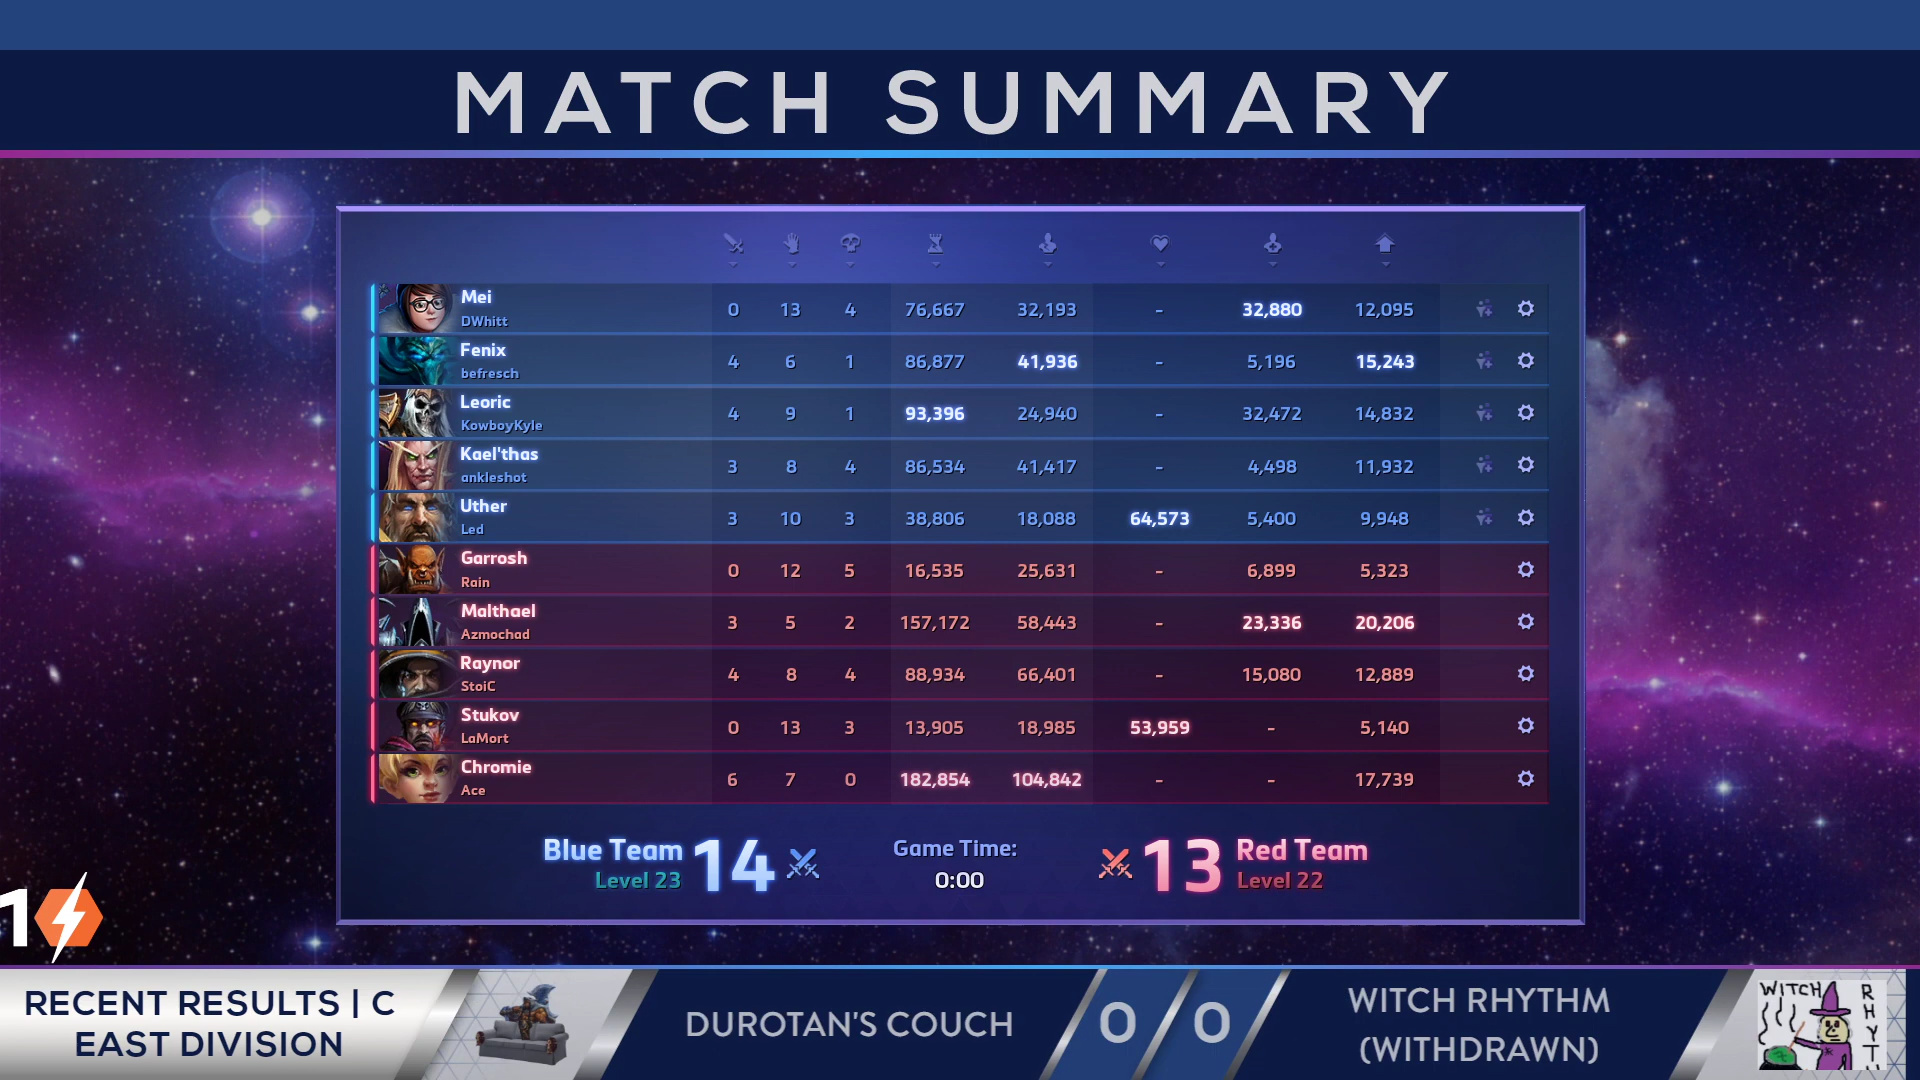 MATCH SUMMARY
Mei
DWhitt
0 13 4 76,667 32,193 - 32,880 12,095
Fenix
befresch
4 6 1 86,877 41,936 - 5,196 15,243
Leoric
KowboyKyle
4 9 1 93,396 24,940 - 32,472 14,832
Kael'thas
ankleshot
3 8 4 86,534 41,417 - 4,498 11,932
Uther
Led
3 10 3 38,806 18,088 64,573 5,400 9,948
Garrosh
Rain
0 12 5 16,535 25,631 - 6,899 5,323
Malthael
Azmochad
3 5 2 157,172 58,443 - 23,336 20,206
Raynor
StoiC
4 8 4 88,934 66,401 - 15,080 12,889
Stukov
LaMort
0 13 3 13,905 18,985 53,959 - 5,140
Chromie
Ace
6 7 0 182,854 104,842 - - 17,739
Blue Team 14 Game Time: 13 Red Team
Level 23 0:00 Level 22
1
RECENT RESULTS | C
EAST DIVISION
DUROTAN'S COUCH
0 0
WITCH RHYTHM
(WITHDRAWN)
WITCH
RHYT